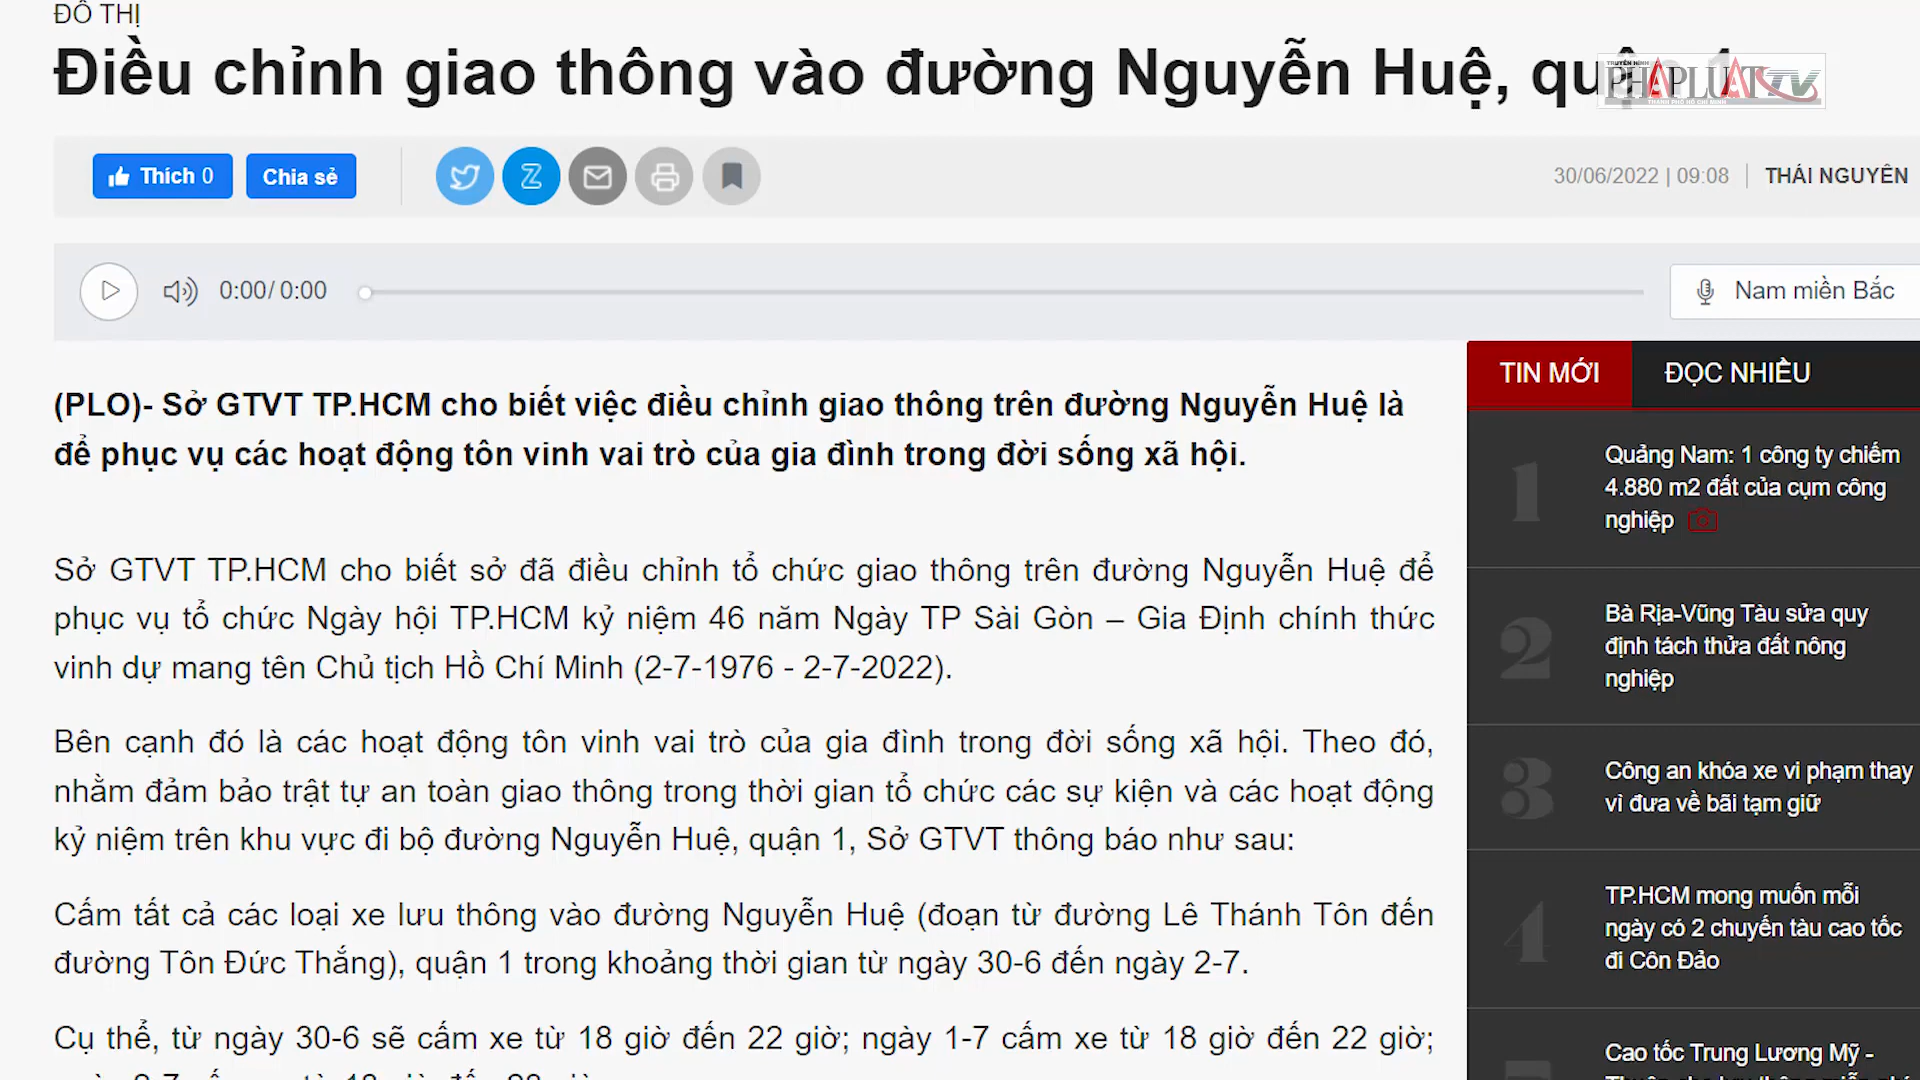 ĐÔ THỊ
Điều chỉnh giao thông vào đường Nguyễn Huệ, quận 1
TRUYỀN HÌNH
PHÁP LUẬT TV
THÀNH PHỐ HỒ CHÍ MINH
Thích 0
Chia sẻ
30/06/2022 | 09:08
THÁI NGUYÊN
0:00/ 0:00
Nam miền Bắc
(PLO)- Sở GTVT TP.HCM cho biết việc điều chỉnh giao thông trên đường Nguyễn Huệ là
để phục vụ các hoạt động tôn vinh vai trò của gia đình trong đời sống xã hội.
Sở GTVT TP.HCM cho biết sở đã điều chỉnh tổ chức giao thông trên đường Nguyễn Huệ để
phục vụ tổ chức Ngày hội TP.HCM kỷ niệm 46 năm Ngày TP Sài Gòn – Gia Định chính thức
vinh dự mang tên Chủ tịch Hồ Chí Minh (2-7-1976 - 2-7-2022).
Bên cạnh đó là các hoạt động tôn vinh vai trò của gia đình trong đời sống xã hội. Theo đó,
nhằm đảm bảo trật tự an toàn giao thông trong thời gian tổ chức các sự kiện và các hoạt động
kỷ niệm trên khu vực đi bộ đường Nguyễn Huệ, quận 1, Sở GTVT thông báo như sau:
Cấm tất cả các loại xe lưu thông vào đường Nguyễn Huệ (đoạn từ đường Lê Thánh Tôn đến
đường Tôn Đức Thắng), quận 1 trong khoảng thời gian từ ngày 30-6 đến ngày 2-7.
Cụ thể, từ ngày 30-6 sẽ cấm xe từ 18 giờ đến 22 giờ; ngày 1-7 cấm xe từ 18 giờ đến 22 giờ;
TIN MỚI
ĐỌC NHIỀU
1
Quảng Nam: 1 công ty chiếm
4.880 m2 đất của cụm công
nghiệp
2
Bà Rịa-Vũng Tàu sửa quy
định tách thửa đất nông
nghiệp
3
Công an khóa xe vi phạm thay
vì đưa về bãi tạm giữ
4
TP.HCM mong muốn mỗi
ngày có 2 chuyến tàu cao tốc
đi Côn Đảo
Cao tốc Trung Lương Mỹ -